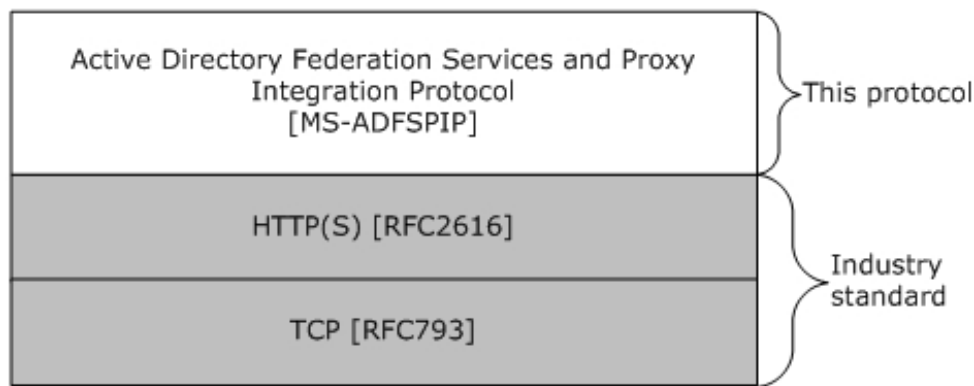 Active Directory Federation Services and Proxy
Integration Protocol
[MS-ADFSPIP]
This protocol
HTTP(S) [RFC2616]
TCP [RFC793]
Industry
standard